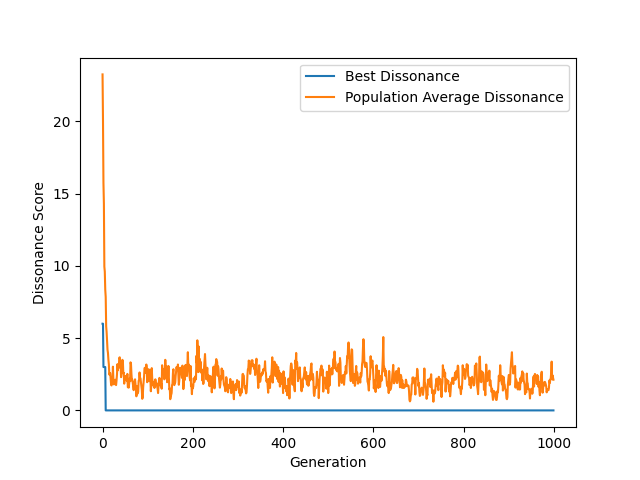 Best Dissonance
Population Average Dissonance
20
15
10
5
0
Dissonance Score
0 200 400 600 800 1000
Generation